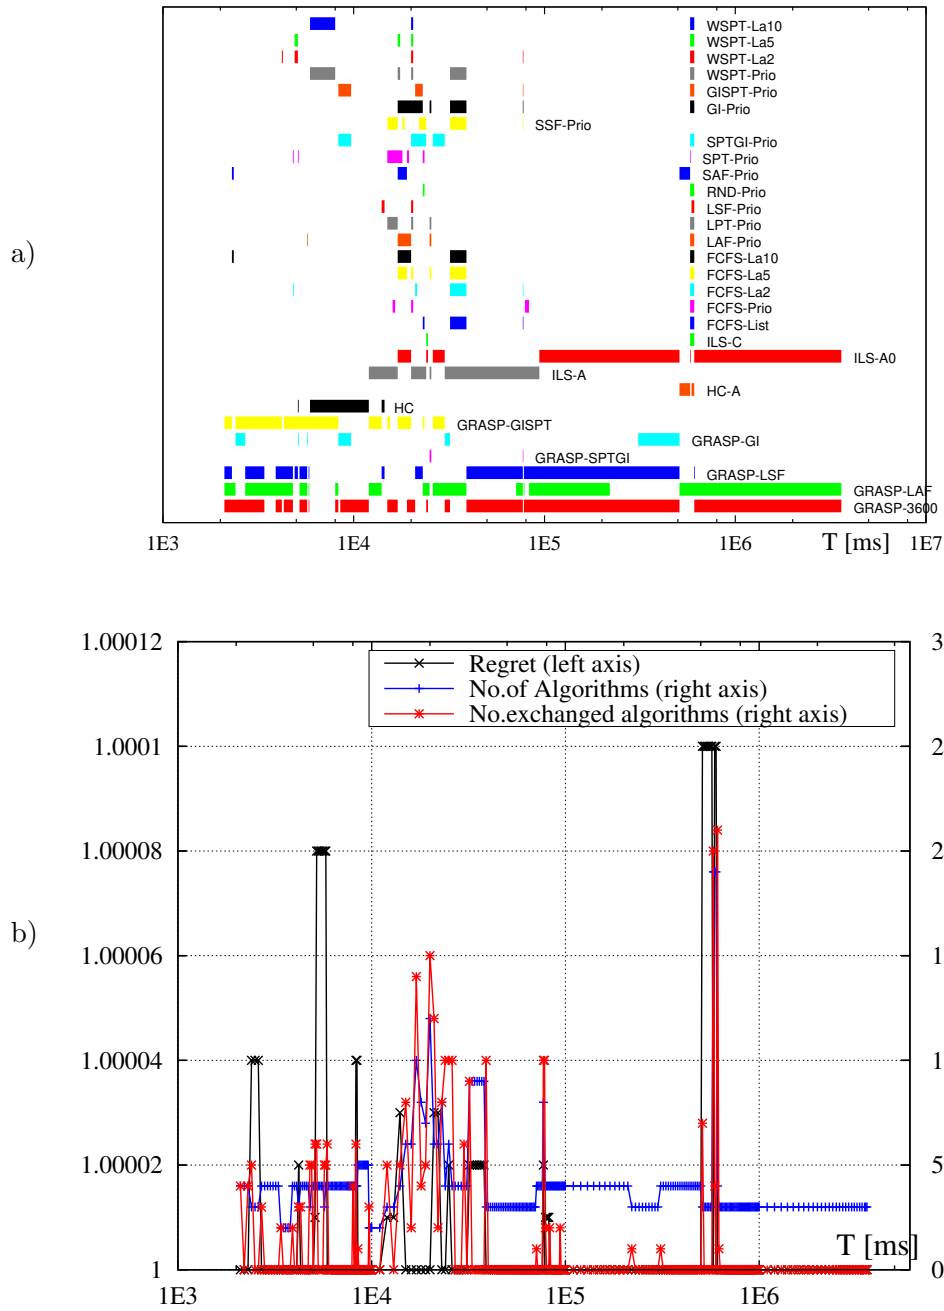 a)
WSPT-La10
WSPT-La5
WSPT-La2
WSPT-Prio
GISPT-Prio
GI-Prio
SSF-Prio
SPTGI-Prio
SPT-Prio
SAF-Prio
RND-Prio
LSF-Prio
LPT-Prio
LAF-Prio
FCFS-La10
FCFS-La5
FCFS-La2
FCFS-Prio
FCFS-List
ILS-C
ILS-A0
ILS-A
HC-A
HC
GRASP-GISPT
GRASP-GI
GRASP-SPTGI
GRASP-LSF
GRASP-LAF
GRASP-3600
1E3 1E4 1E5 1E6 T [ms] 1E7
b)
1.00012 3
Regret (left axis)
No.of Algorithms (right axis)
No.exchanged algorithms (right axis)
1.0001 2
1.00008 2
1.00006 1
1.00004 1
1.00002 5
T [ms]
1 0
1E3 1E4 1E5 1E6